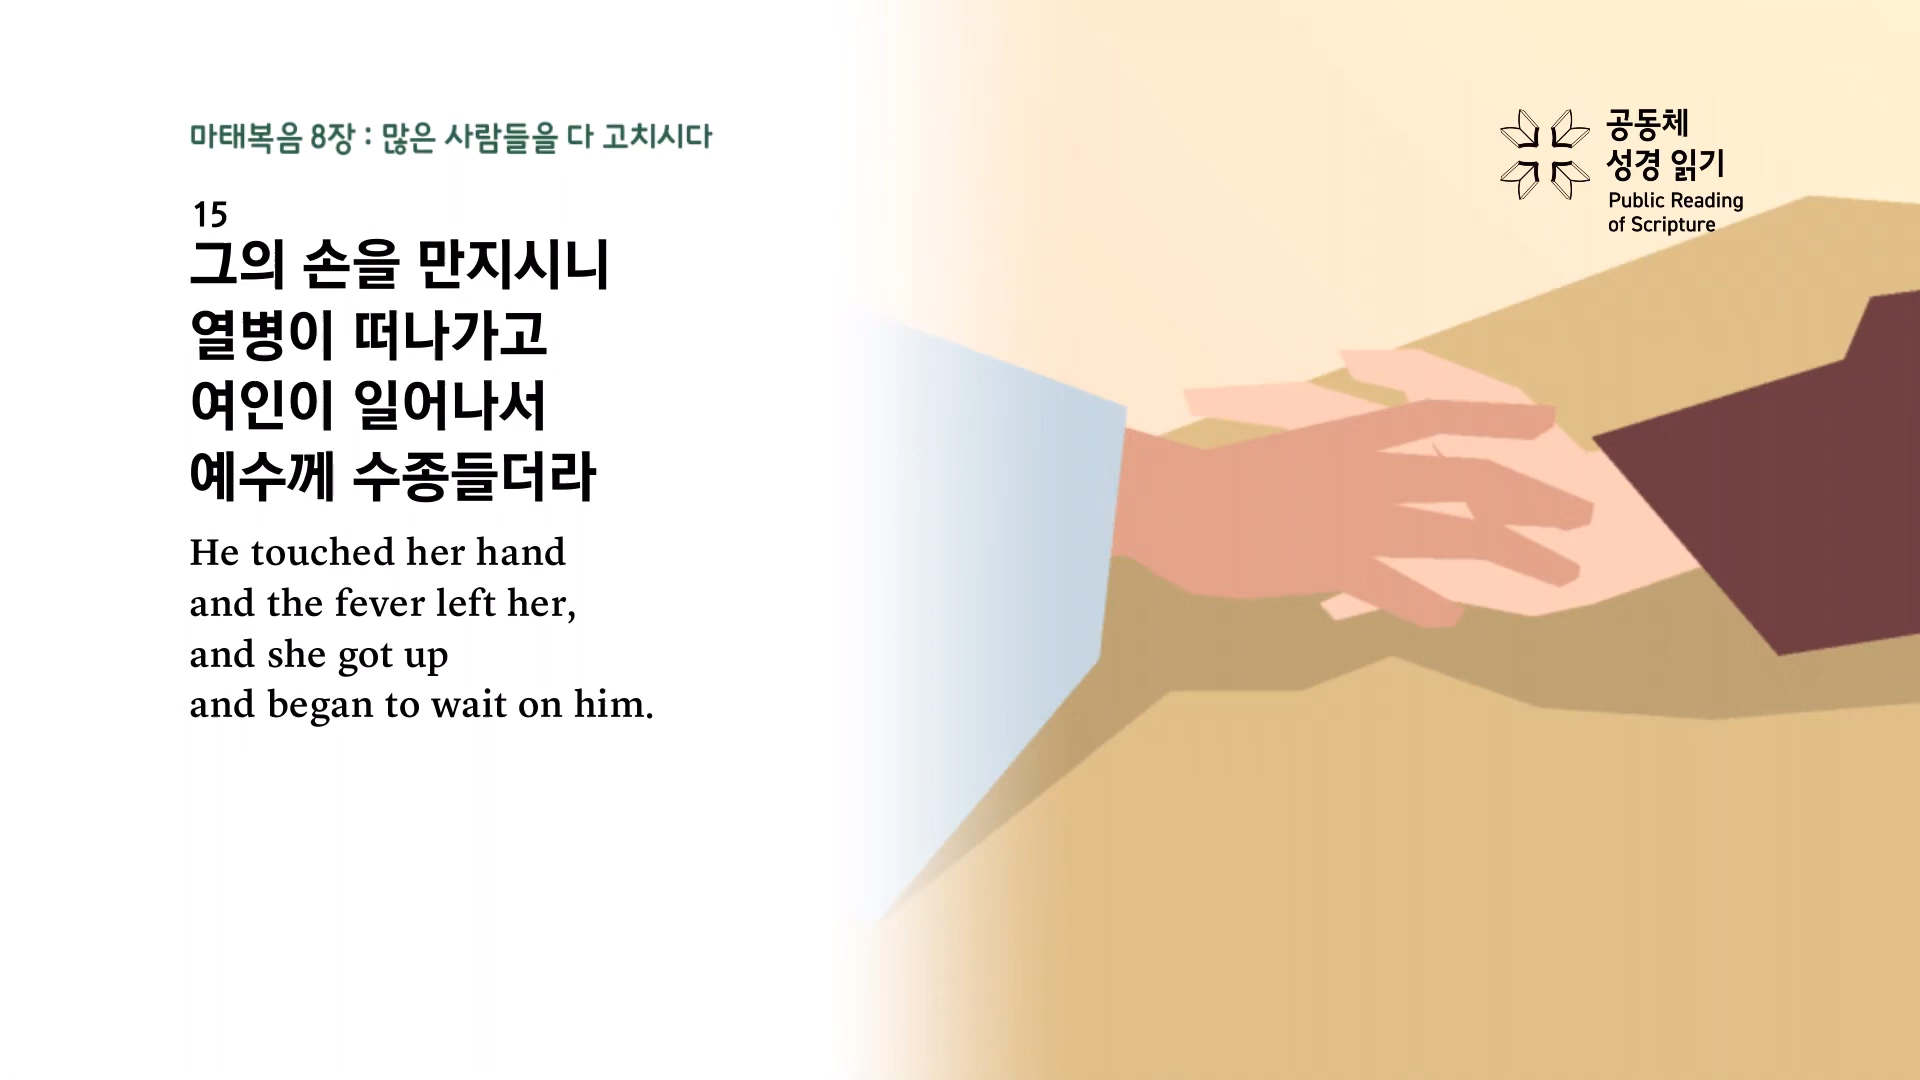 마태복음 8장 : 많은 사람들을 다 고치시다
15
그의 손을 만지시니
열병이 떠나가고
여인이 일어나서
예수께 수종들더라
He touched her hand
and the fever left her,
and she got up
and began to wait on him.
공동체
성경 읽기
Public Reading
of Scripture